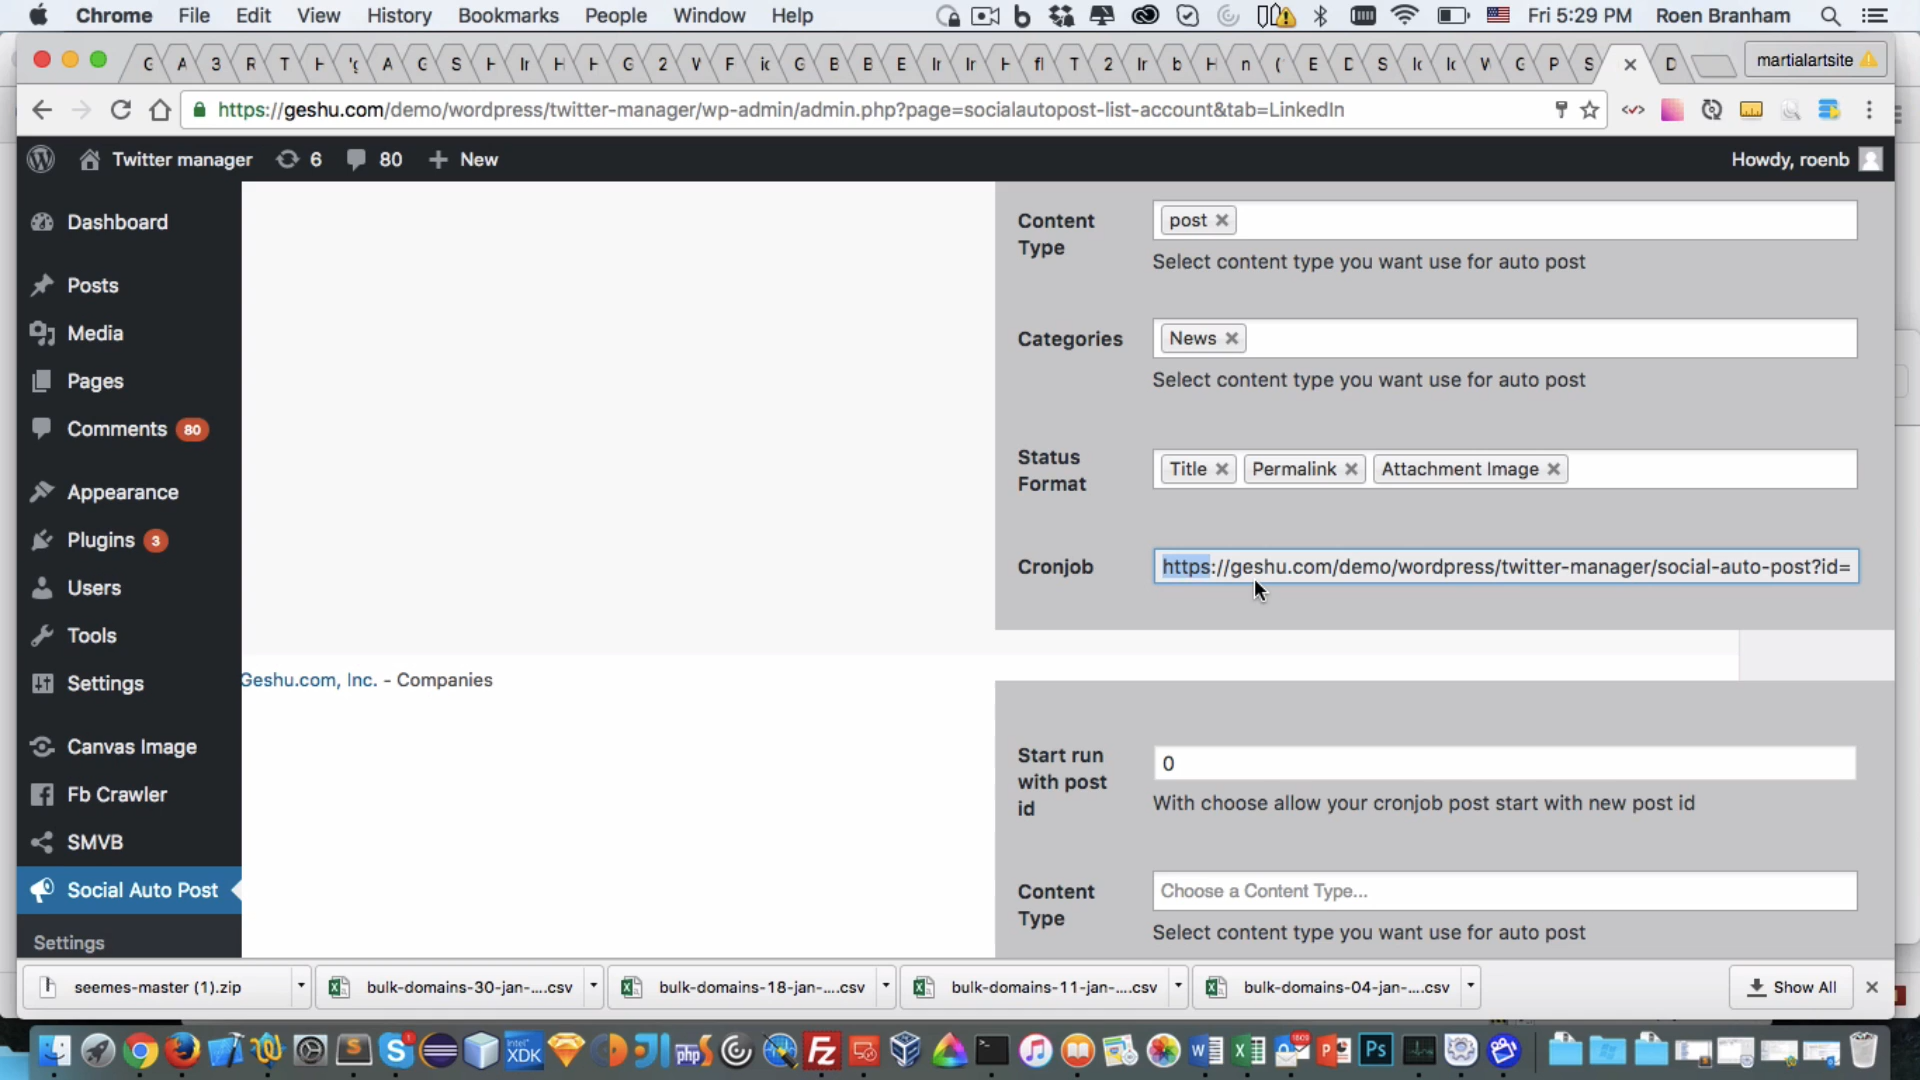 Chrome File Edit View History Bookmarks People Window Help Fri 5:29 PM Roen Branham
martialartsite
https://geshu.com/demo/wordpress/twitter-manager/wp-admin/admin.php?page=socialautopost-list-account&tab=LinkedIn
Twitter manager 6 80 New Howdy, roenb
Dashboard
Posts
Media
Pages
Comments 80
Appearance
Plugins 3
Users
Tools
Settings
Canvas Image
Fb Crawler
SMVB
Social Auto Post
Settings
Content Type
post
Select content type you want use for auto post
Categories
News
Select content type you want use for auto post
Status Format
Title Permalink Attachment Image
Cronjob
https://geshu.com/demo/wordpress/twitter-manager/social-auto-post?id=
Geshu.com, Inc. - Companies
Start run with post id
0
With choose allow your cronjob post start with new post id
Content Type
Choose a Content Type...
Select content type you want use for auto post
seemes-master (1).zip bulk-domains-30-jan-....csv bulk-domains-18-jan-....csv bulk-domains-11-jan-....csv bulk-domains-04-jan-....csv Show All